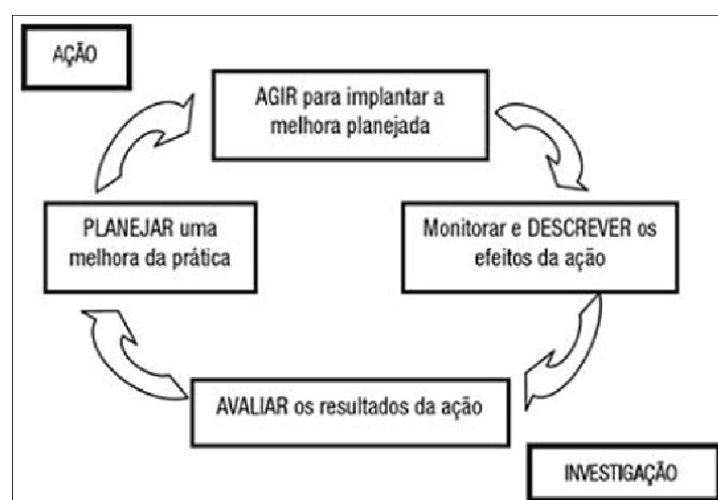 AÇÃO
AGIR para implantar a
melhora planejada
PLANEJAR uma
melhora da prática
Monitorar e DESCREVER os
efeitos da ação
AVALIAR os resultados da ação
INVESTIGAÇÃO